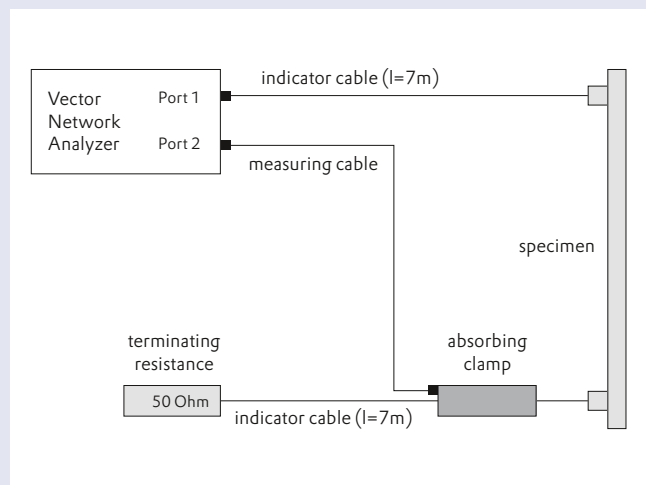 indicator cable (l=7m)
Vector
Network
Analyzer
Port 1
Port 2
measuring cable
specimen
terminating
resistance
absorbing
clamp
50 Ohm
indicator cable (l=7m)